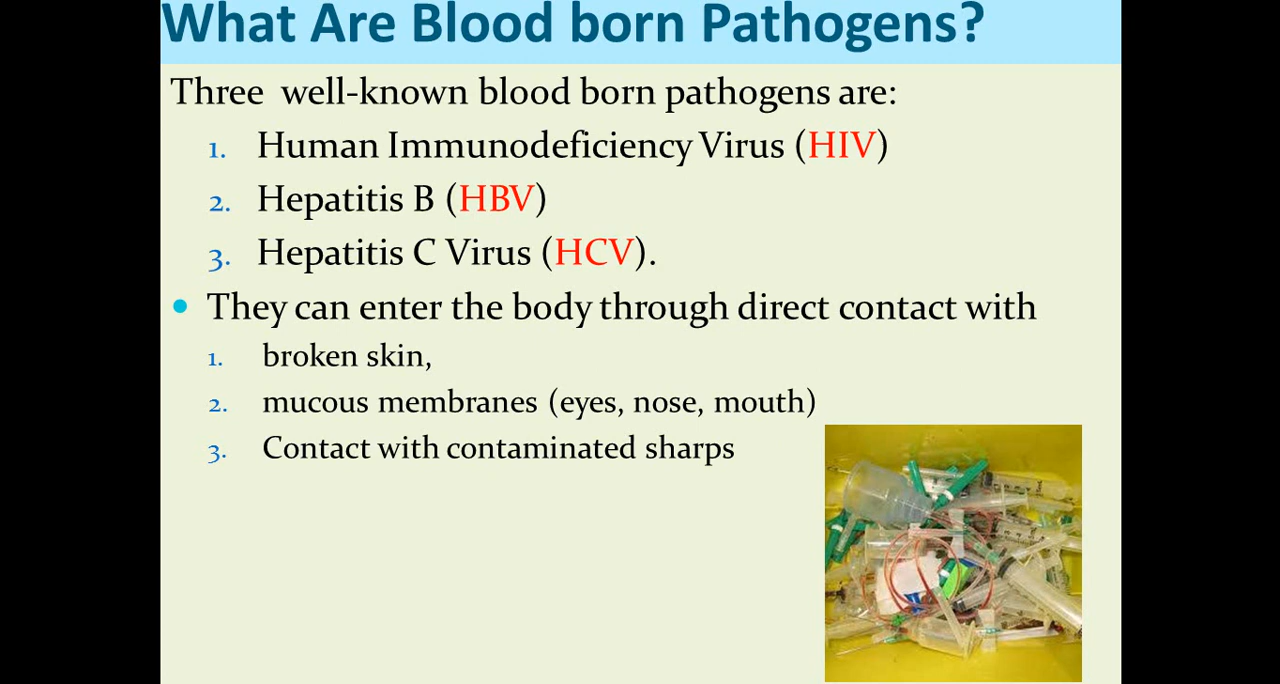 What Are Blood born Pathogens?
Three well-known blood born pathogens are:
1. Human Immunodeficiency Virus (HIV)
2. Hepatitis B (HBV)
3. Hepatitis C Virus (HCV).
• They can enter the body through direct contact with
1. broken skin,
2. mucous membranes (eyes, nose, mouth)
3. Contact with contaminated sharps